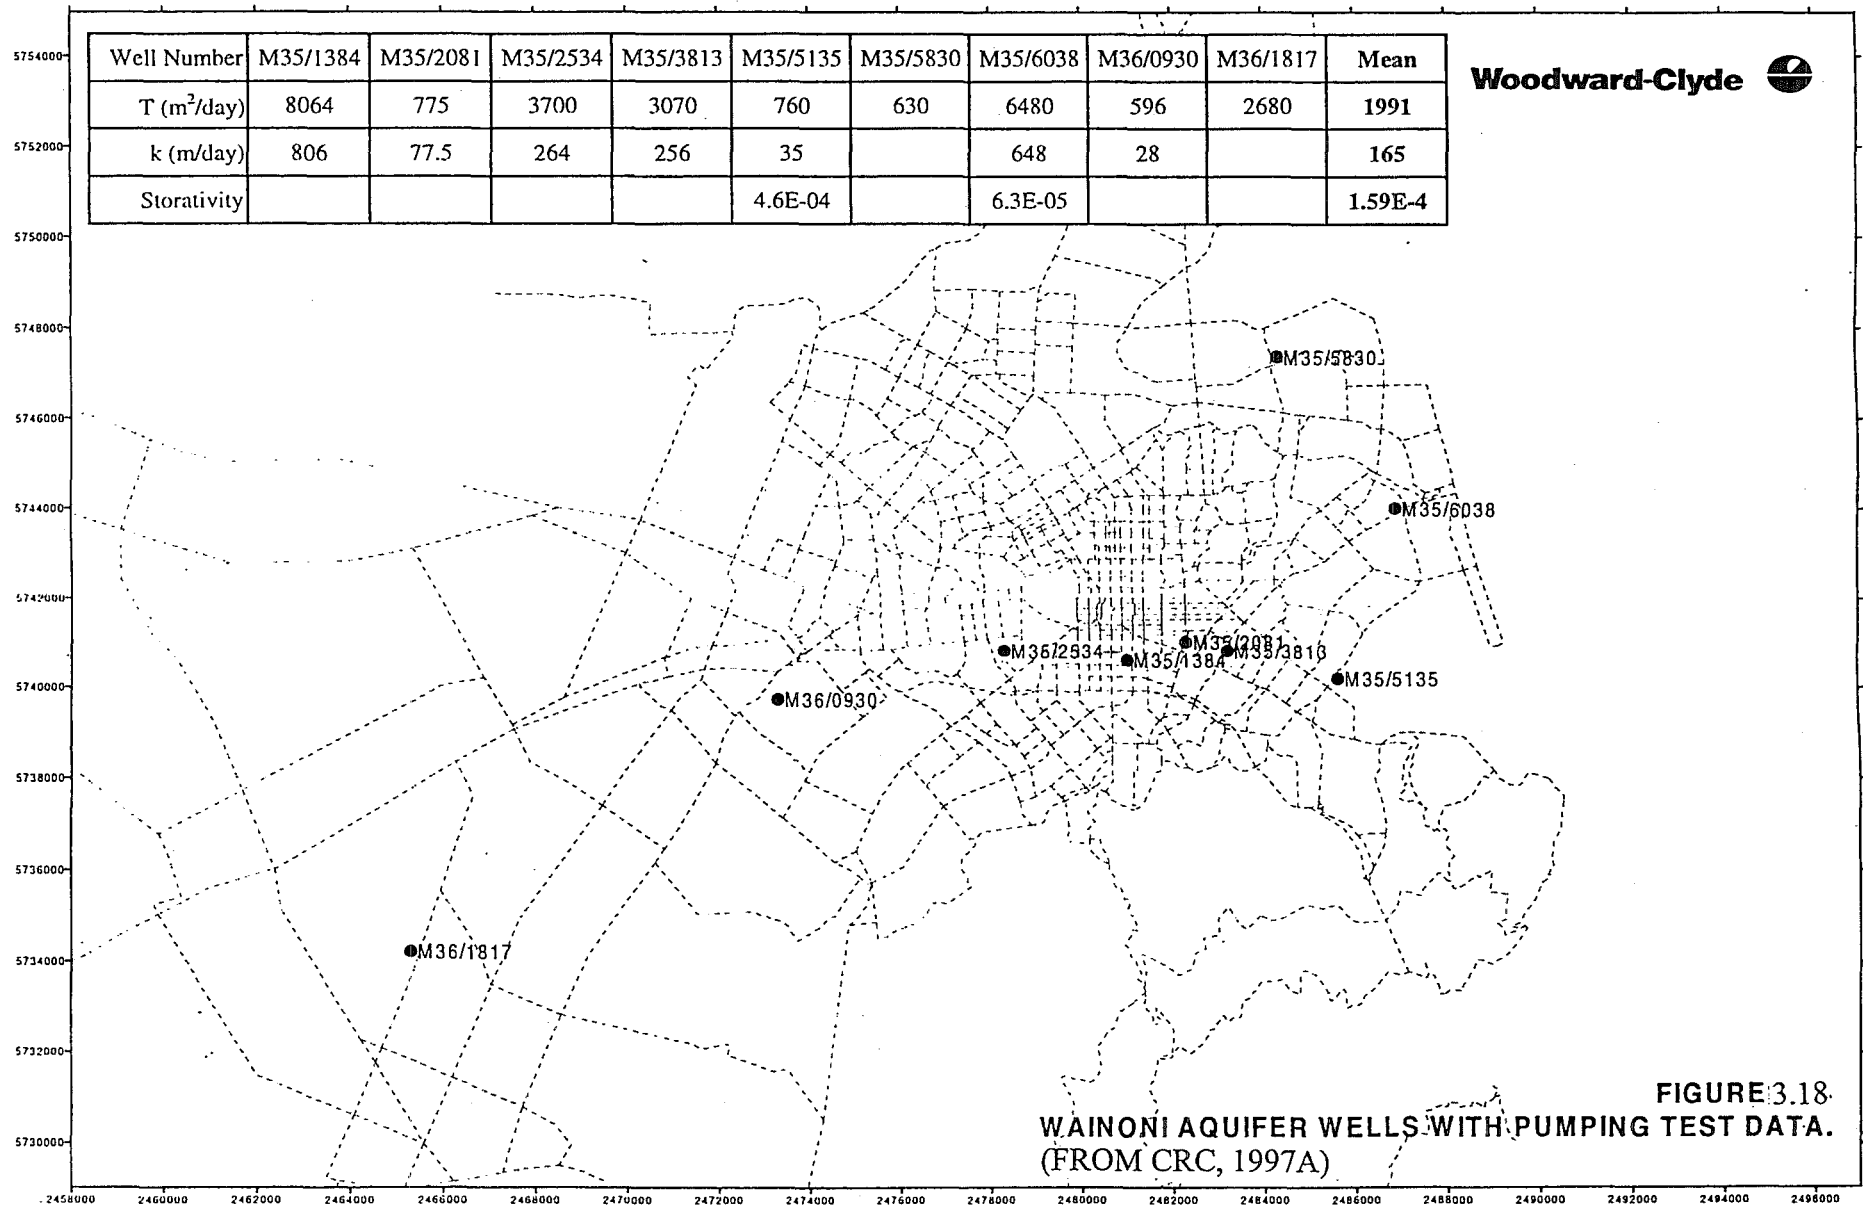 Well Number M35/1384 M35/2081 M35/2534 M35/3813 M35/5135 M35/5830 M35/6038 M36/0930 M36/1817 Mean
T (m²/day) 8064 775 3700 3070 760 630 6480 596 2680 1991
k (m/day) 806 77.5 264 256 35 648 28 165
Storativity 4.6E-04 6.3E-05 1.59E-4
Woodward-Clyde
5754000
5752000
5750000
5748000
5746000
5744000
5742000
5740000
5738000
5736000
5734000
5732000
5730000
M35/5830
M35/6038
M35/2081
M35/2534
M35/1384
M35/3813
M35/5135
M36/0930
M36/1817
FIGURE 3.18
WAINONI AQUIFER WELLS WITH PUMPING TEST DATA.
(FROM CRC, 1997A)
2458000 2460000 2462000 2464000 2466000 2468000 2470000 2472000 2474000 2476000 2478000 2480000 2482000 2484000 2486000 2488000 2490000 2492000 2494000 2496000